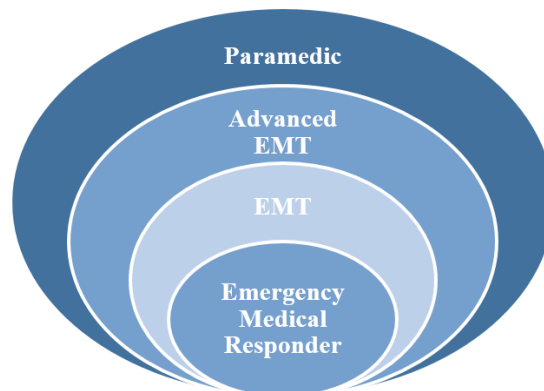 Paramedic
Advanced
EMT
EMT
Emergency
Medical
Responder